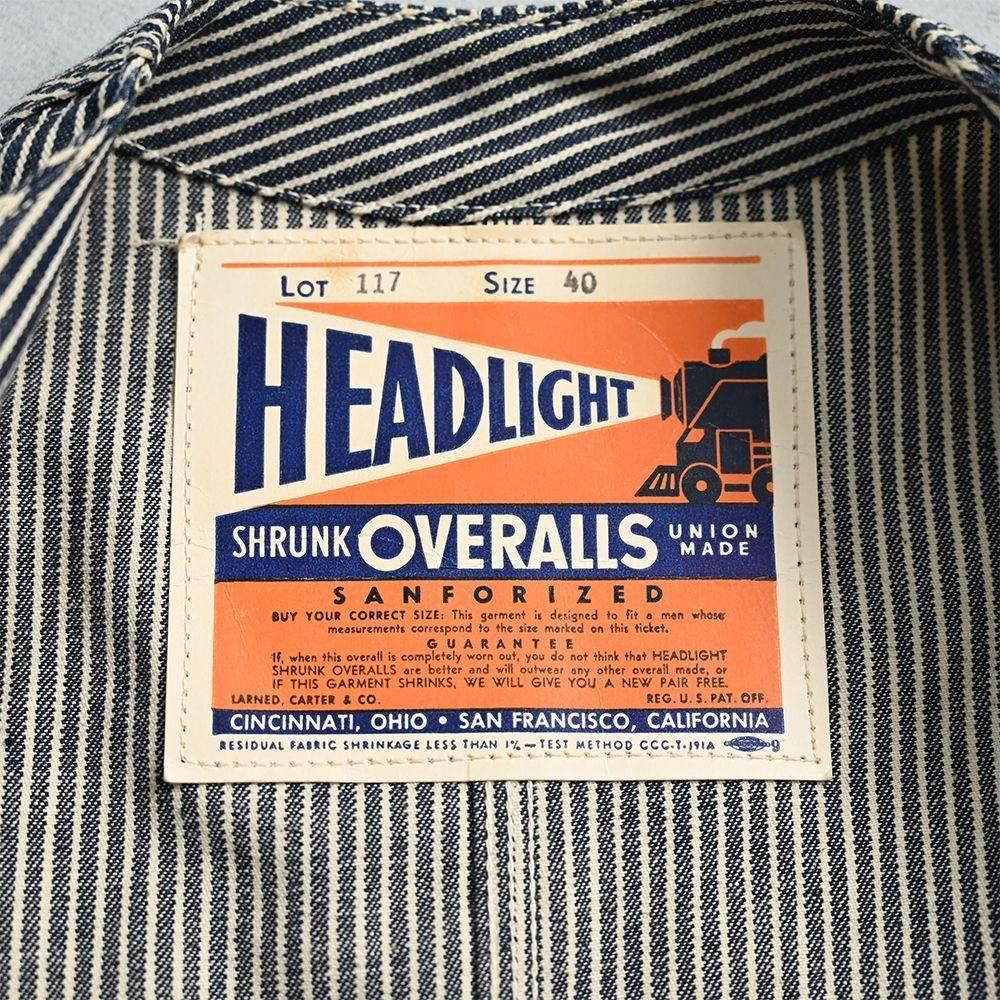 LOT 117 SIZE 40
HEADLIGHT
SHRUNK OVERALLS UNION MADE
SANFORIZED
BUY YOUR CORRECT SIZE: This garment is designed to fit a man whose
measurements correspond to the size marked on this ticket.
GUARANTEE
If, when this overall is completely worn out, you do not think that HEADLIGHT
SHRUNK OVERALLS are better and will outwear any other overall made, or
IF THIS GARMENT SHRINKS, WE WILL GIVE YOU A NEW PAIR FREE.
LARNED, CARTER & CO. REG. U.S. PAT. OFF.
CINCINNATI, OHIO • SAN FRANCISCO, CALIFORNIA
RESIDUAL FABRIC SHRINKAGE LESS THAN 1% — TEST METHOD CCC-T-191A 9